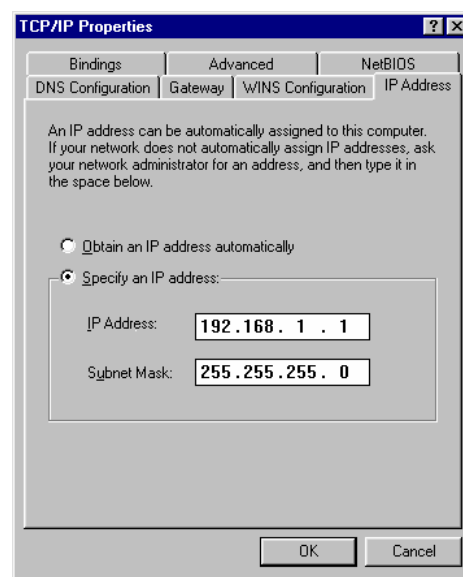 TCP/IP Properties
Bindings Advanced NetBIOS
DNS Configuration Gateway WINS Configuration IP Address
An IP address can be automatically assigned to this computer.
If your network does not automatically assign IP addresses, ask
your network administrator for an address, and then type it in
the space below.
Obtain an IP address automatically
Specify an IP address:
IP Address: 192.168. 1 . 1
Subnet Mask: 255.255.255. 0
OK Cancel